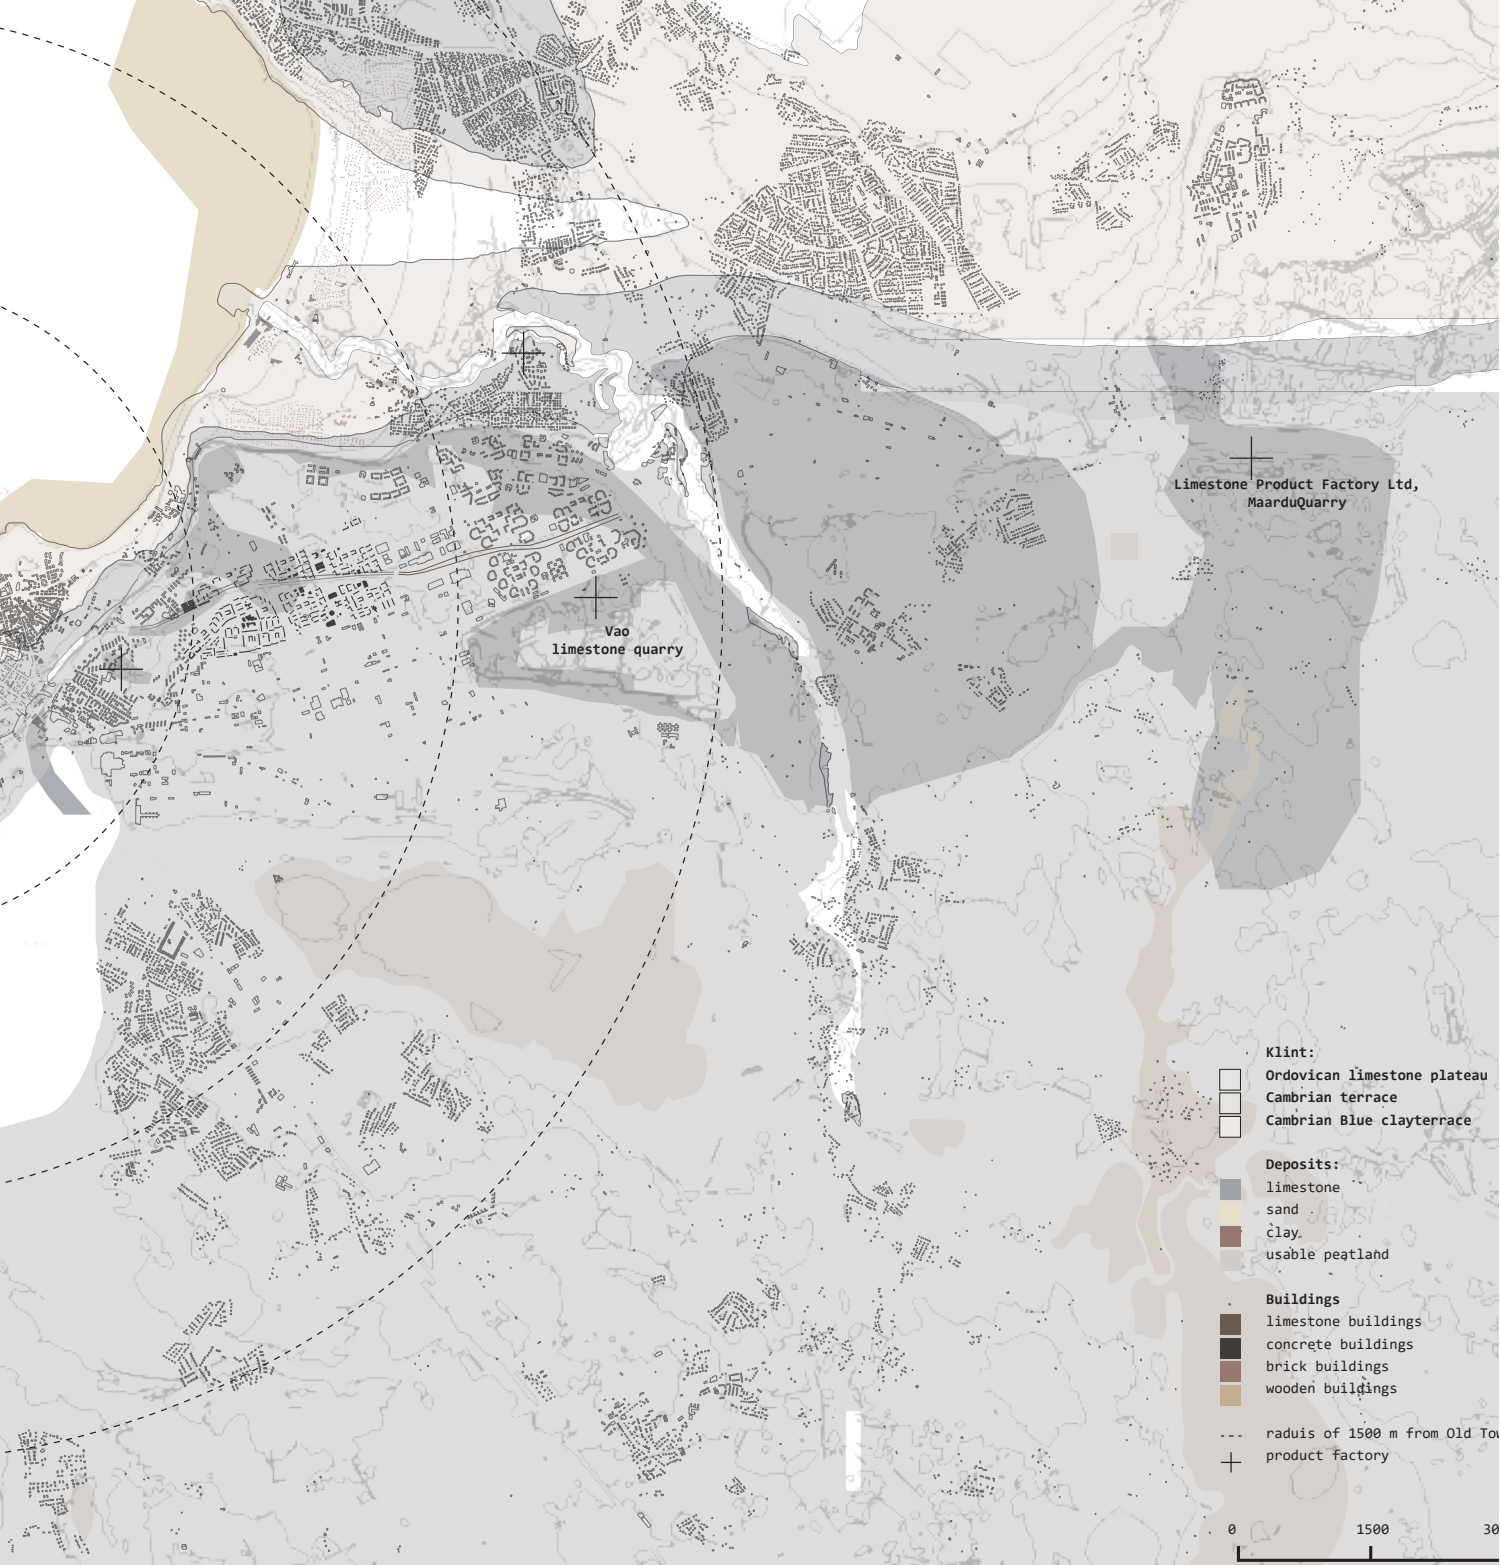 Limestone Product Factory Ltd,
MaarduQuarry
Vao
limestone quarry
Klint:
Ordovican limestone plateau
Cambrian terrace
Cambrian Blue clayterrace
Deposits:
limestone
sand
clay
usable peatland
Buildings
limestone buildings
concrete buildings
brick buildings
wooden buildings
raduis of 1500 m from Old
product factory
0 1500